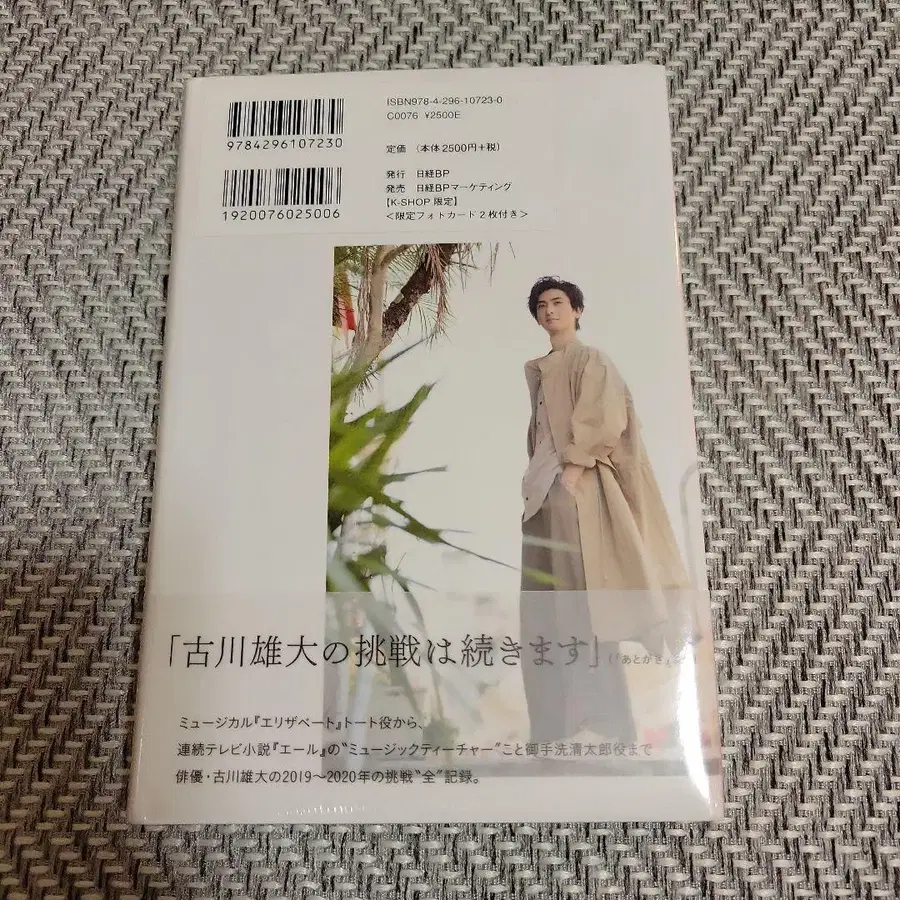 ISBN978-4-296-10723-0
C0076 ¥2500E
9784296107230
定価 (本体2500円+税)
発行 日経BP
発売 日経BPマーケティング
【K-SHOP 限定】
<限定フォトカード2枚付き>
1920076025006
「古川雄大の挑戦は続きます」(「あとがき」
ミュージカル『エリザベート』トート役から、
連続テレビ小説『エール』の“ミュージックティーチャー”こと御手洗清太郎役まで
俳優・古川雄大の2019〜2020年の挑戦“全”記録。